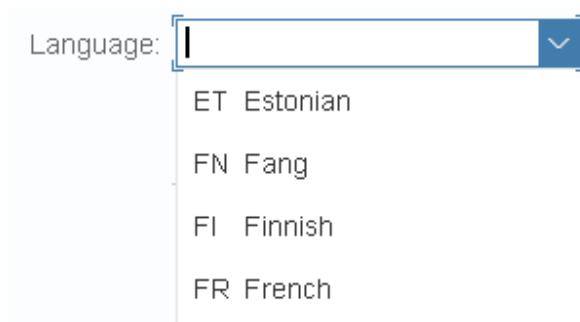 Language:
ET Estonian
FN Fang
FI Finnish
FR French